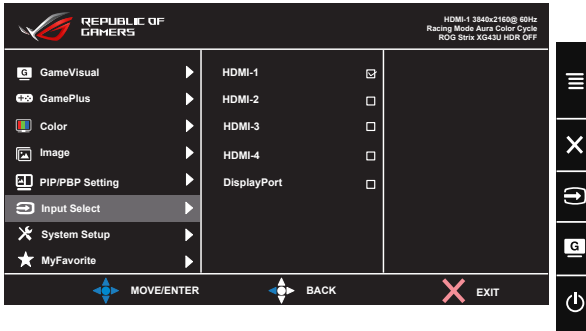 REPUBLIC OF
GAMERS
HDMI-1 3840x2160@ 60Hz
Racing Mode Aura Color Cycle
ROG Strix XG43U HDR OFF
G GameVisual
GamePlus
Color
Image
PIP/PBP Setting
Input Select
System Setup
MyFavorite
HDMI-1
HDMI-2
HDMI-3
HDMI-4
DisplayPort
MOVE/ENTER
BACK
EXIT
G